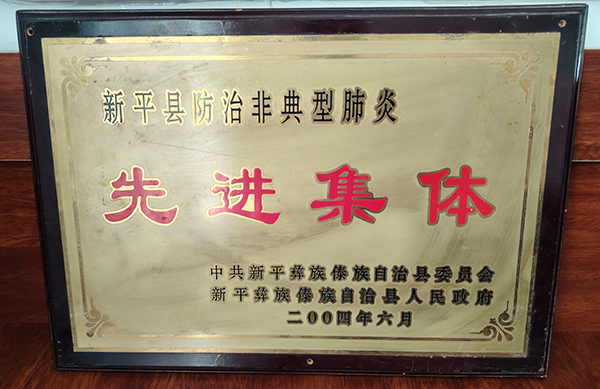 新平县防治非典型肺炎
先进集体
中共新平彝族傣族自治县委员会
新平彝族傣族自治县人民政府
二00四年六月